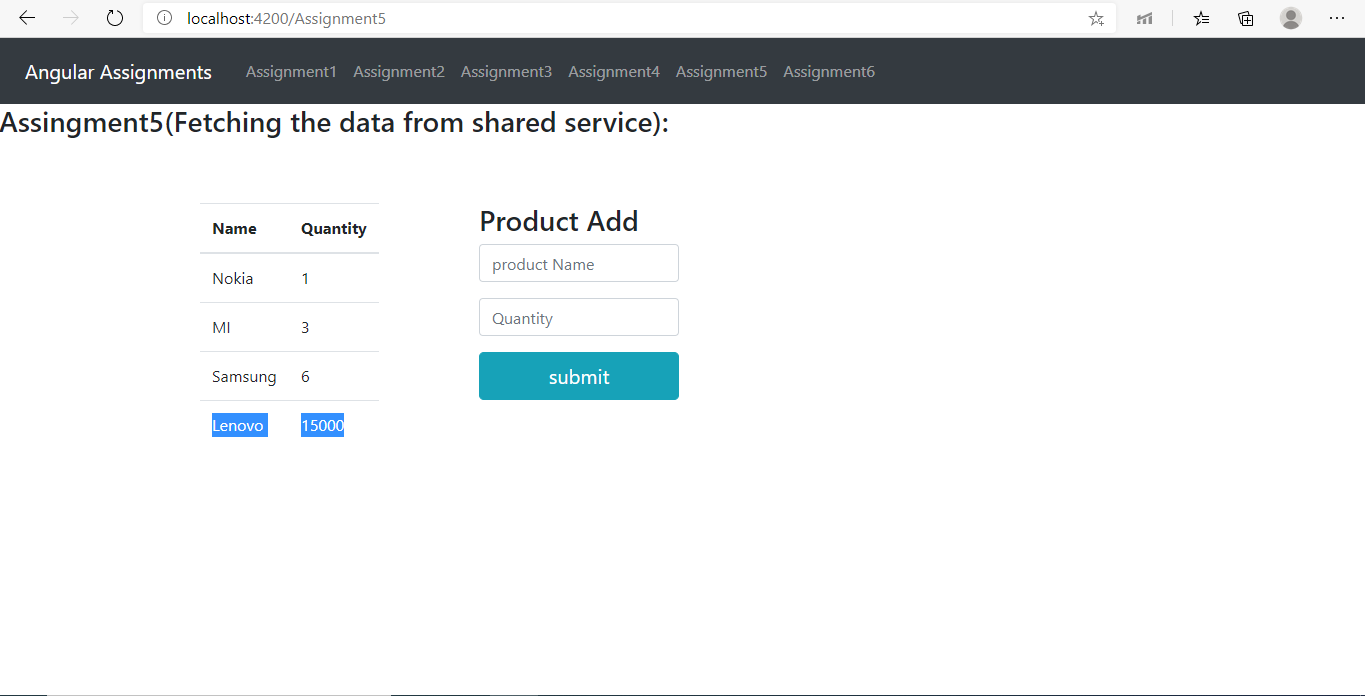 localhost:4200/Assignment5
Angular Assignments Assignment1 Assignment2 Assignment3 Assignment4 Assignment5 Assignment6
Assingment5(Fetching the data from shared service):
Name Quantity
Nokia 1
MI 3
Samsung 6
Lenovo 15000
Product Add
product Name
Quantity
submit